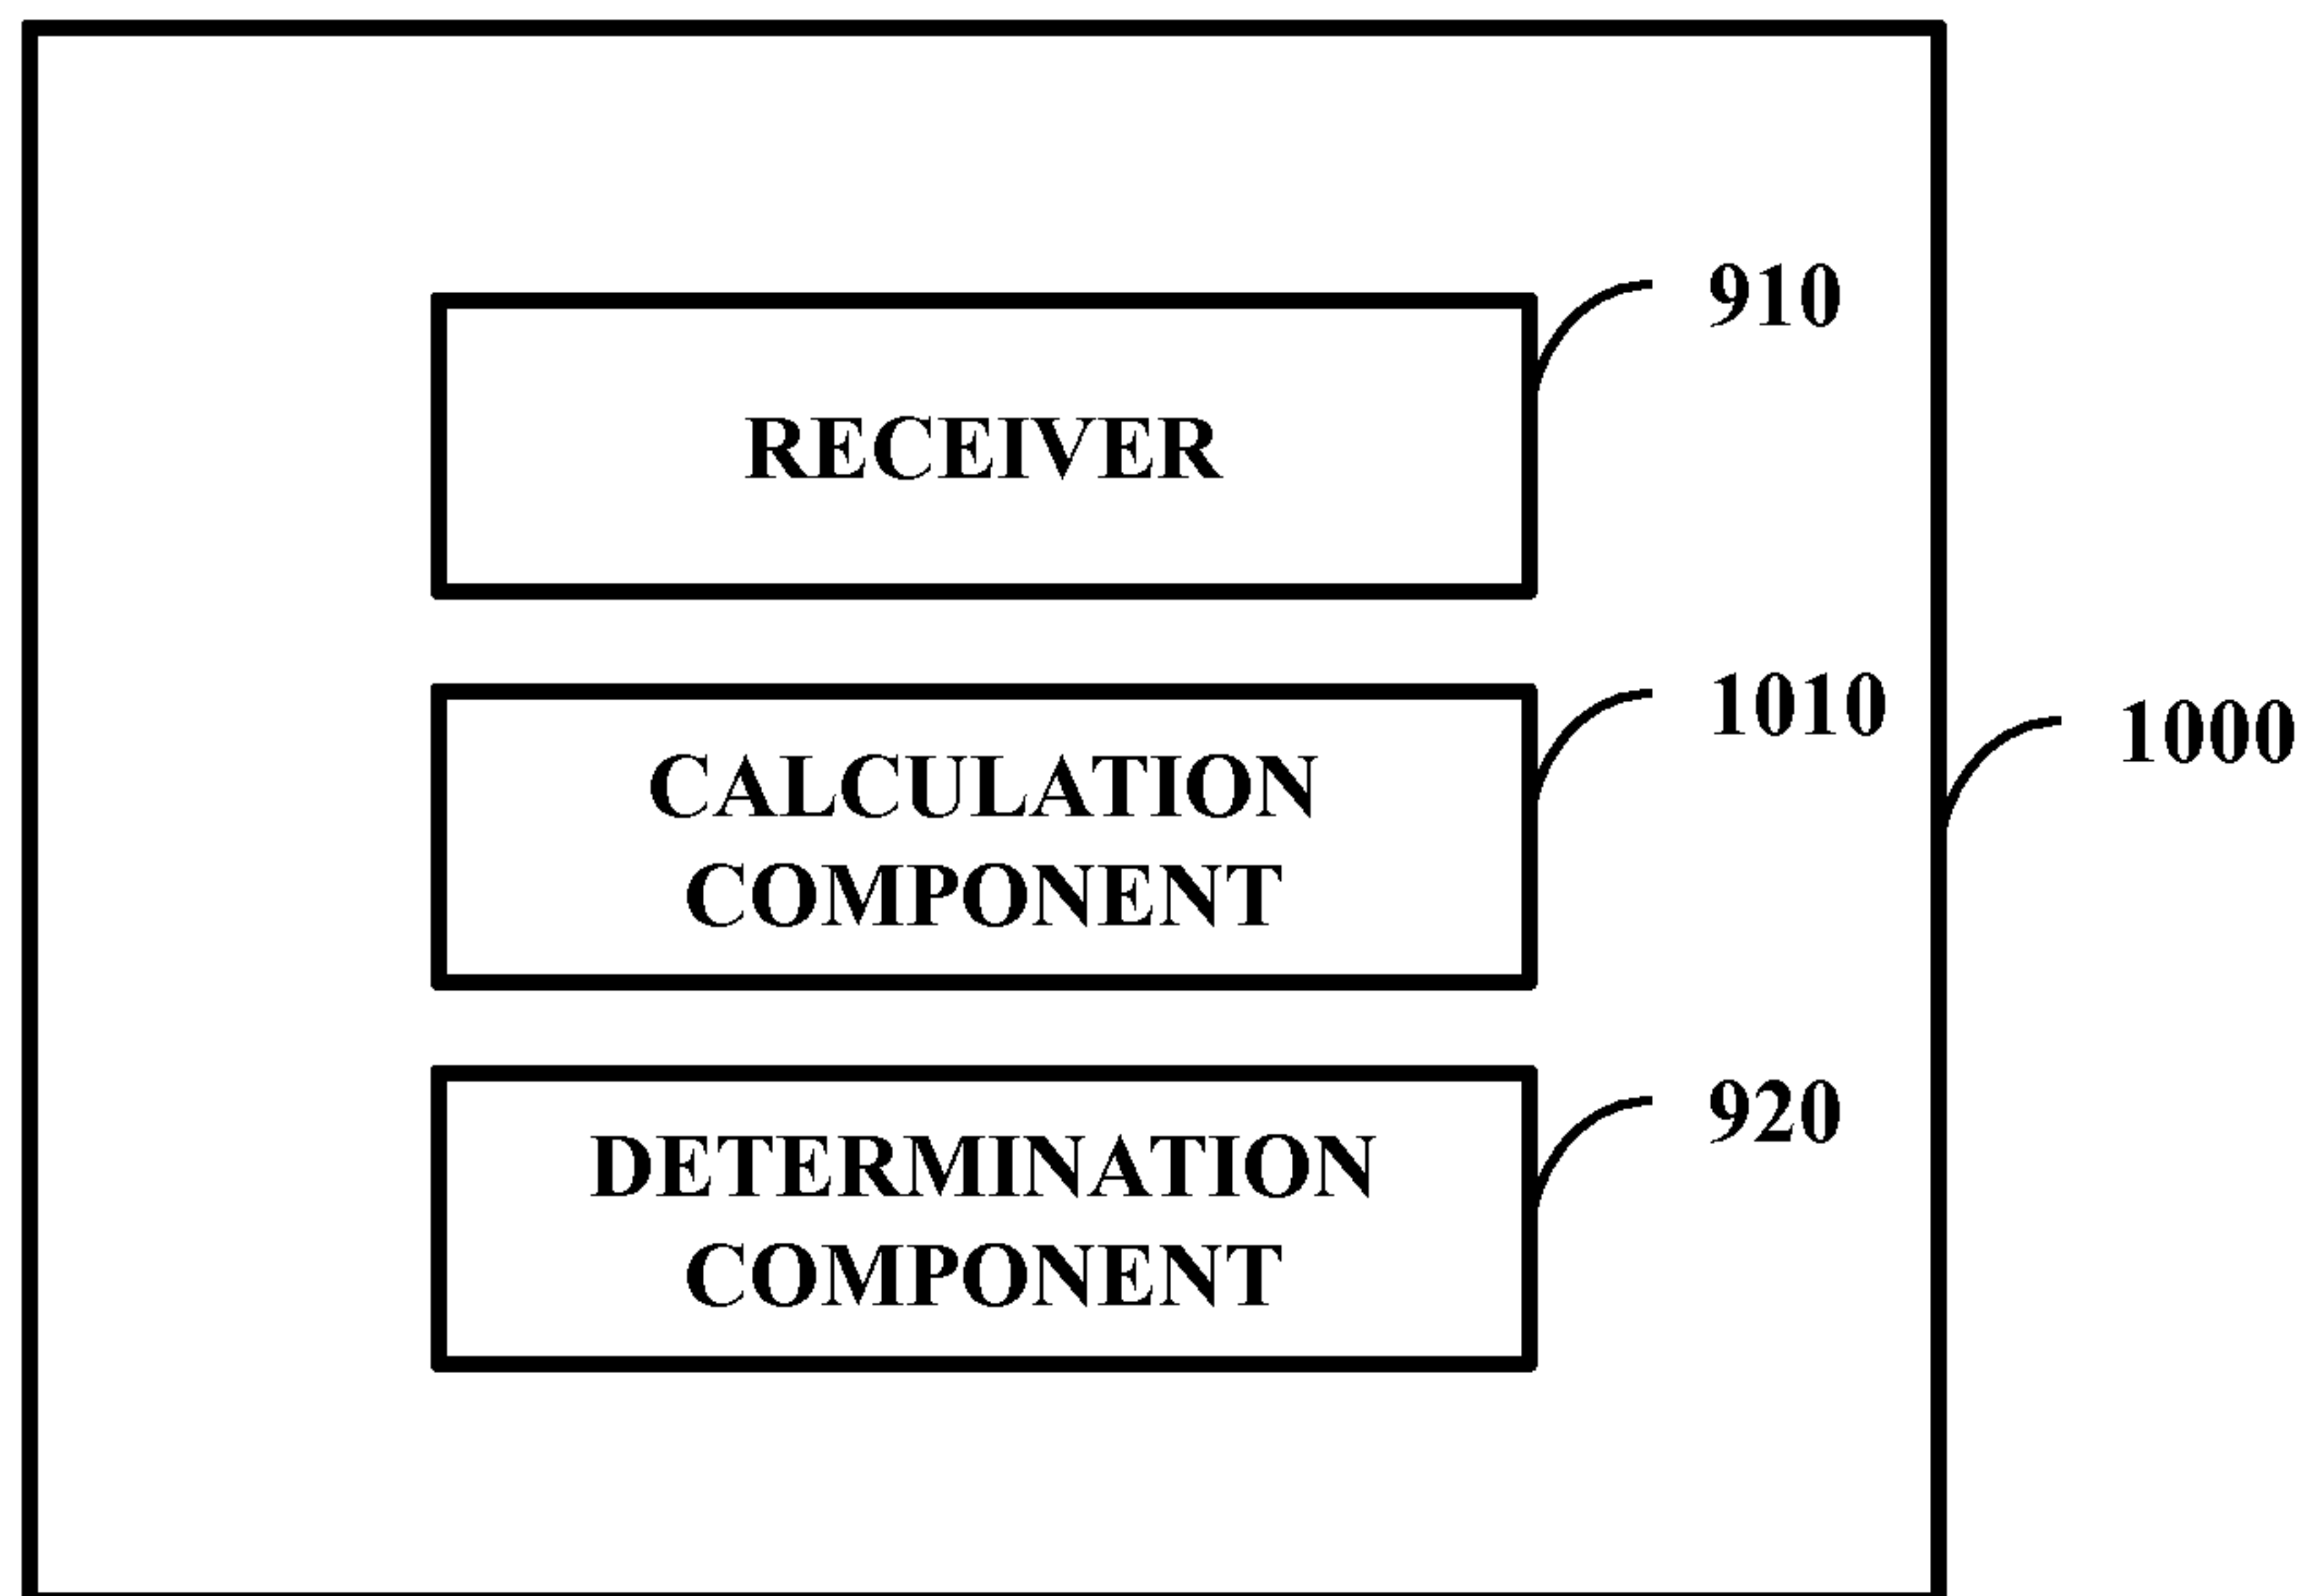 910
RECEIVER
1010
1000
CALCULATION
COMPONENT
920
DETERMINATION
COMPONENT